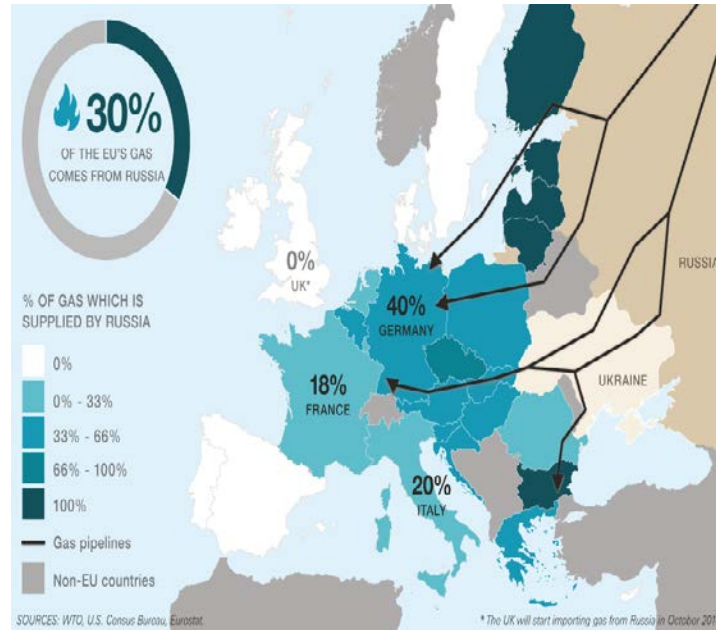 30%
OF THE EU'S GAS
COMES FROM RUSSIA
% OF GAS WHICH IS
SUPPLIED BY RUSSIA
0%
0% - 33%
33% - 66%
66% - 100%
100%
Gas pipelines
Non-EU countries
0%
UK*
40%
GERMANY
18%
FRANCE
20%
ITALY
RUSSIA
UKRAINE
SOURCES: WTO, U.S. Census Bureau, Eurostat.
* The UK will start importing gas from Russia in October 201